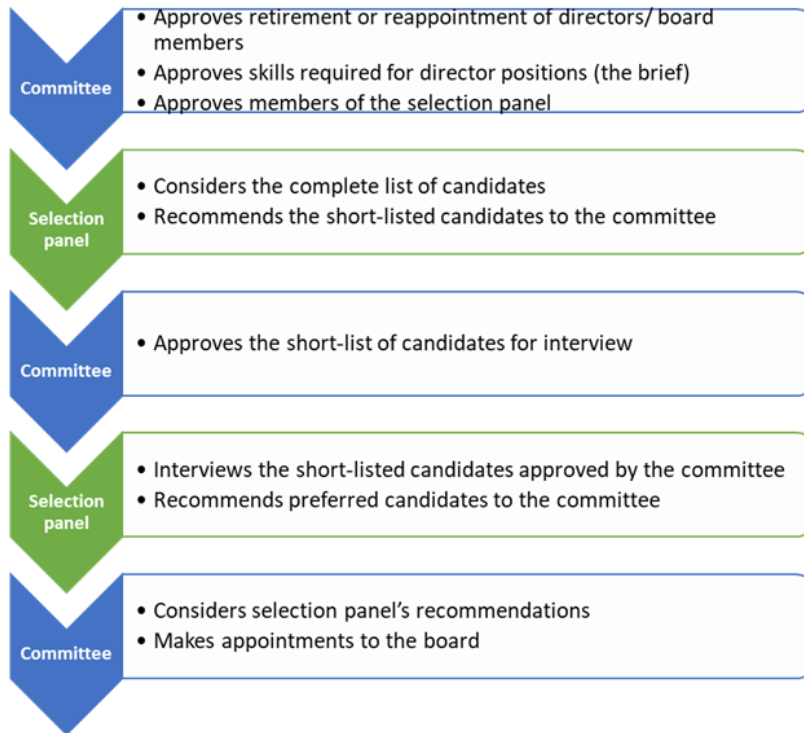 • Approves retirement or reappointment of directors/ board
members
• Approves skills required for director positions (the brief)
• Approves members of the selection panel
Committee
• Considers the complete list of candidates
• Recommends the short-listed candidates to the committee
Selection
panel
• Approves the short-list of candidates for interview
Committee
• Interviews the short-listed candidates approved by the committee
• Recommends preferred candidates to the committee
Selection
panel
• Considers selection panel’s recommendations
• Makes appointments to the board
Committee